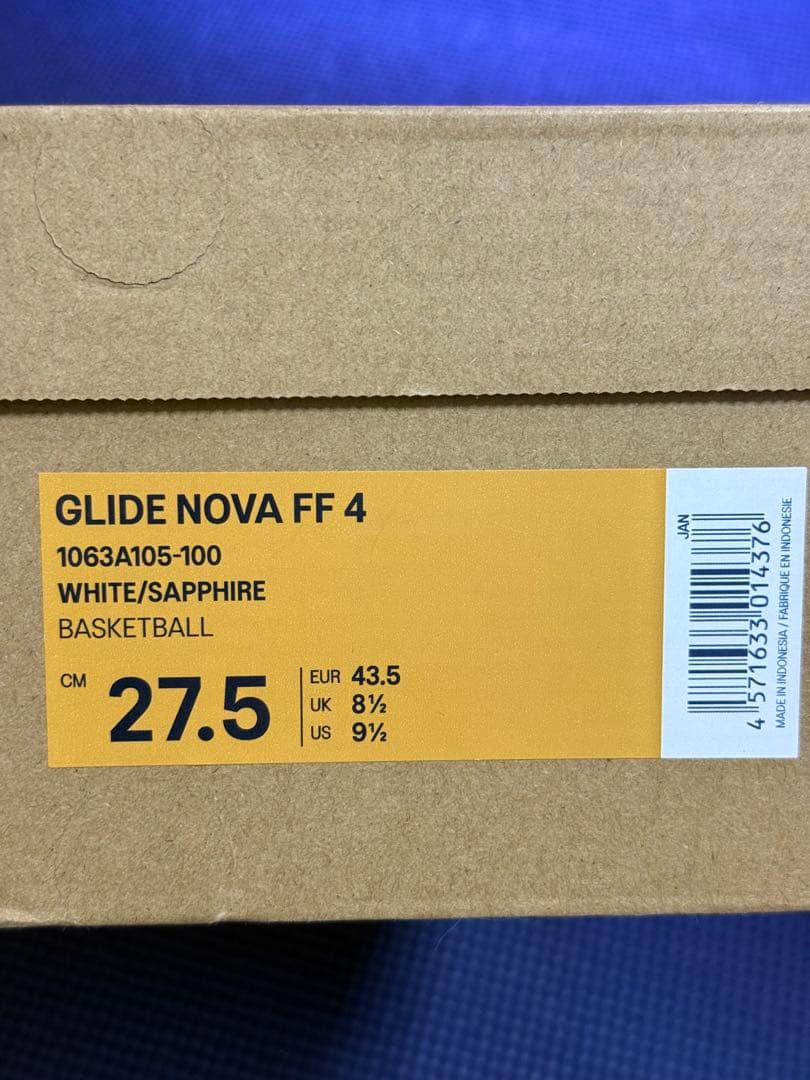 GLIDE NOVA FF 4
1063A105-100
WHITE/SAPPHIRE
BASKETBALL
CM 27.5
EUR 43.5
UK 8½
US 9½
JAN
4 571633 014376
MADE IN INDONESIA / FABRIQUE EN INDONESIE